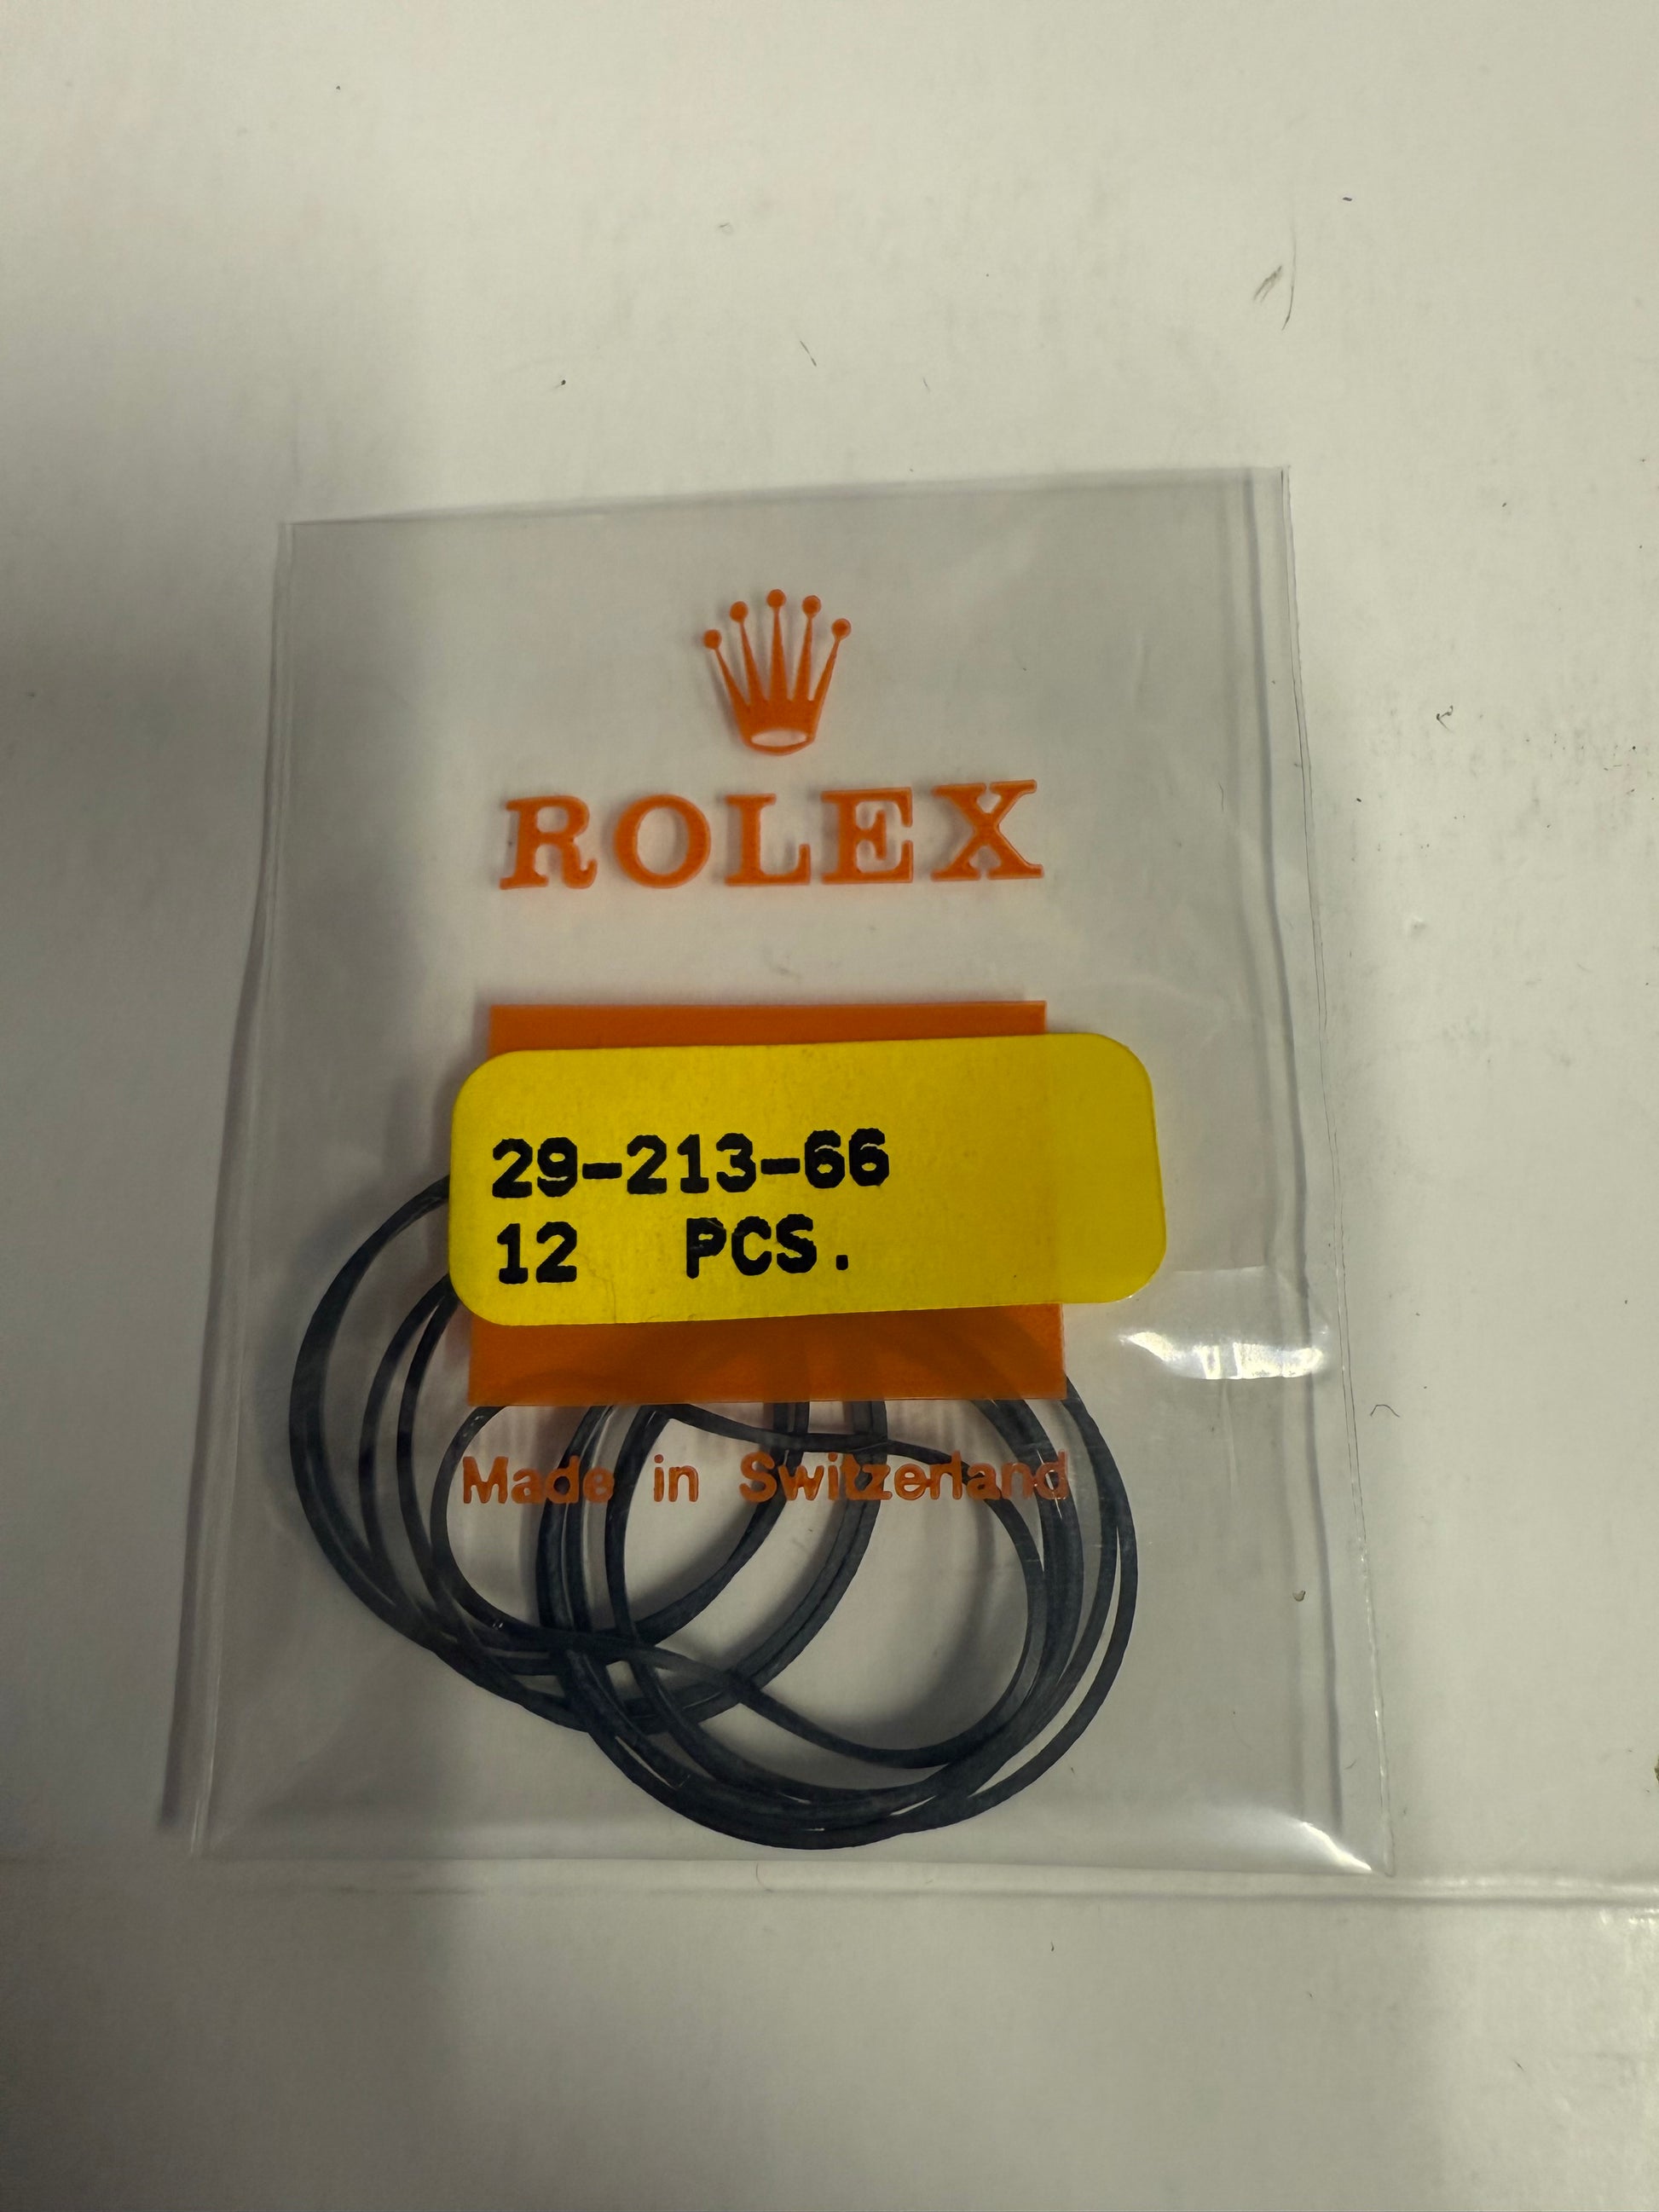 ROLEX
29-213-66
12 PCS.
Made in Switzerland